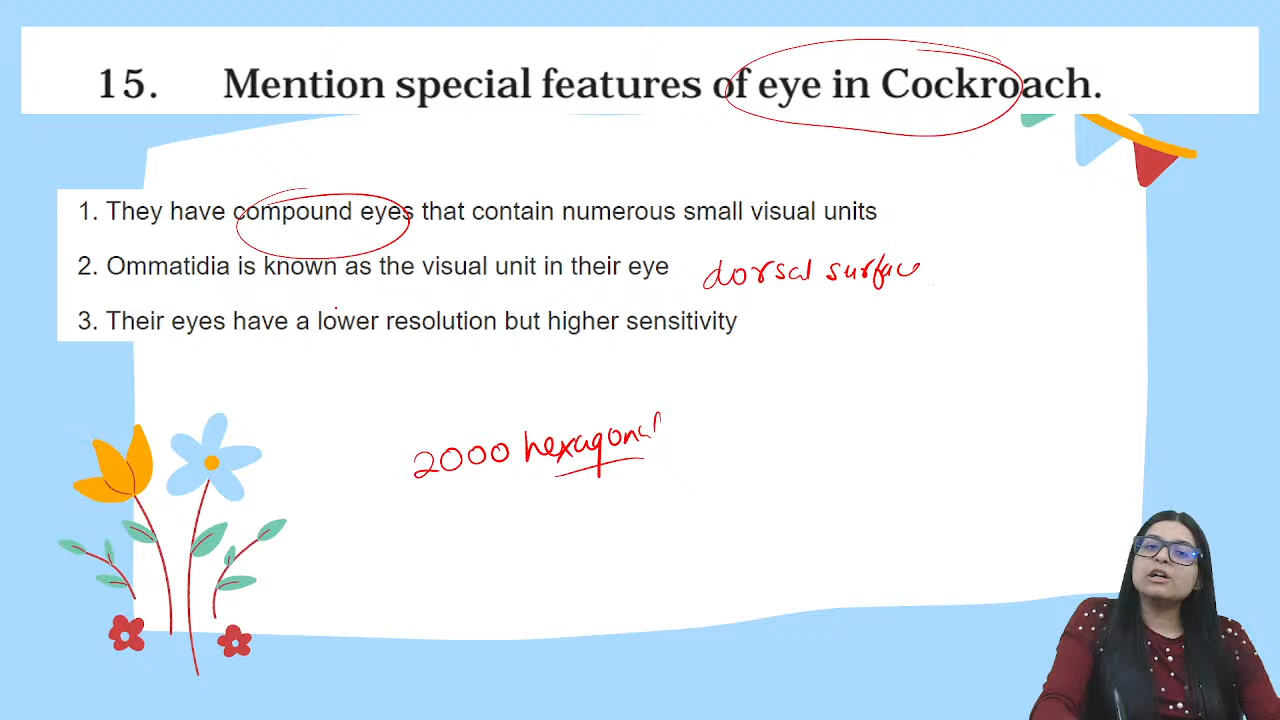 15. Mention special features of eye in Cockroach.
1. They have compound eyes that contain numerous small visual units
2. Ommatidia is known as the visual unit in their eye
dorsal surface
3. Their eyes have a lower resolution but higher sensitivity
2000 hexagonal